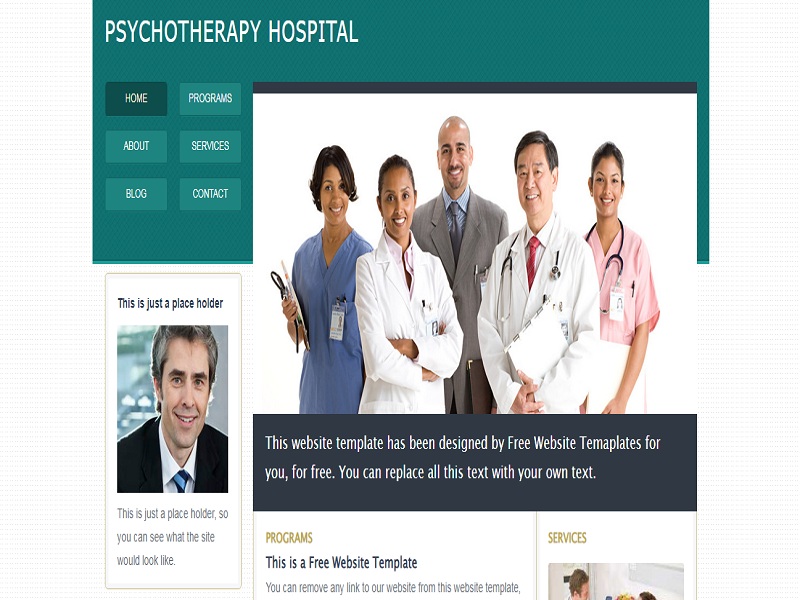 PSYCHOTHERAPY HOSPITAL
HOME
PROGRAMS
ABOUT
SERVICES
BLOG
CONTACT
This is just a place holder
This is just a place holder, so
you can see what the site
would look like.
This website template has been designed by Free Website Temaplates for
you, for free. You can replace all this text with your own text.
PROGRAMS
This is a Free Website Template
You can remove any link to our website from this website template,
SERVICES